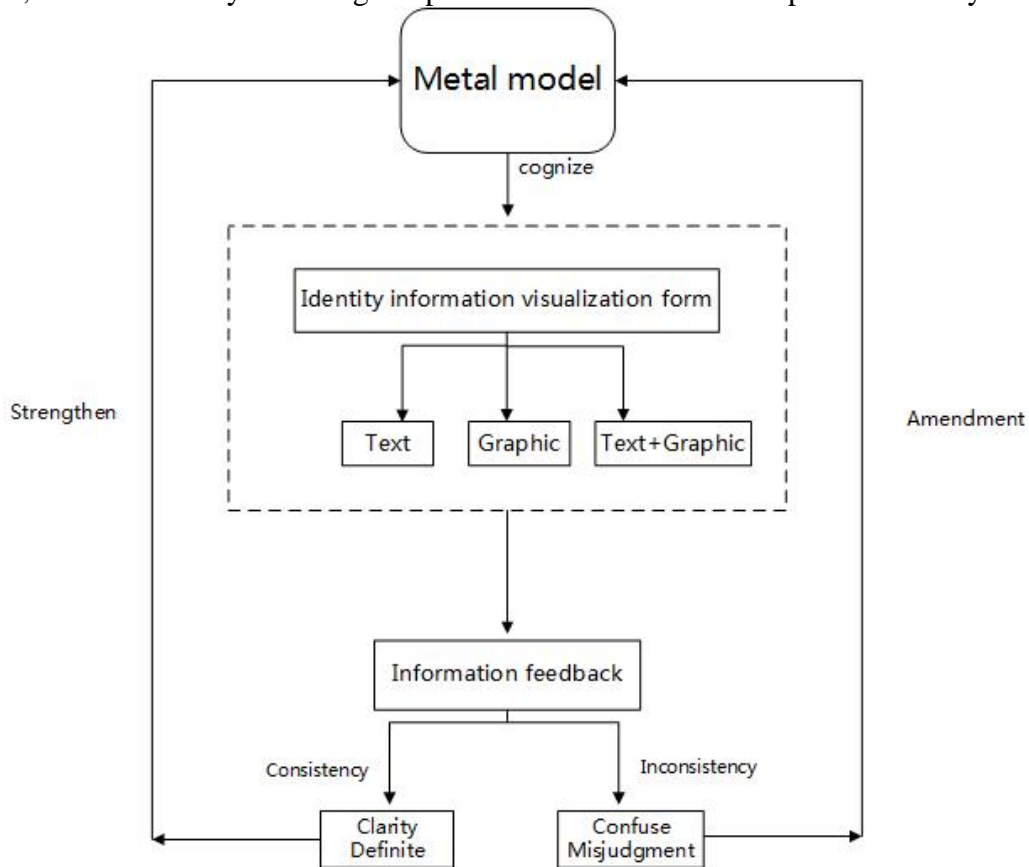 Metal model
cognize
Identity information visualization form
Text
Graphic
Text+Graphic
Strengthen
Amendment
Information feedback
Consistency
Inconsistency
Clarity
Definite
Confuse
Misjudgment